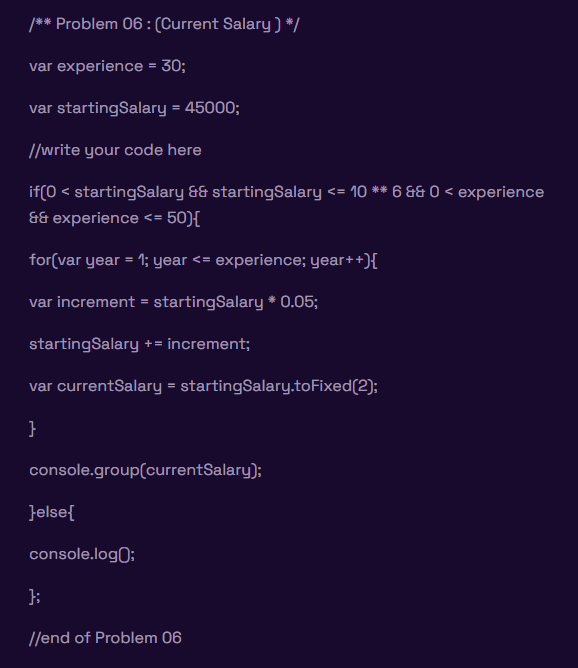 /** Problem 06 : (Current Salary ) */
var experience = 30;
var startingSalary = 45000;
//write your code here
if(0 < startingSalary && startingSalary <= 10 ** 6 && 0 < experience
&& experience <= 50){
for(var year = 1; year <= experience; year++){
var increment = startingSalary * 0.05;
startingSalary += increment;
var currentSalary = startingSalary.toFixed(2);
}
console.group(currentSalary);
}else{
console.log();
};
//end of Problem 06